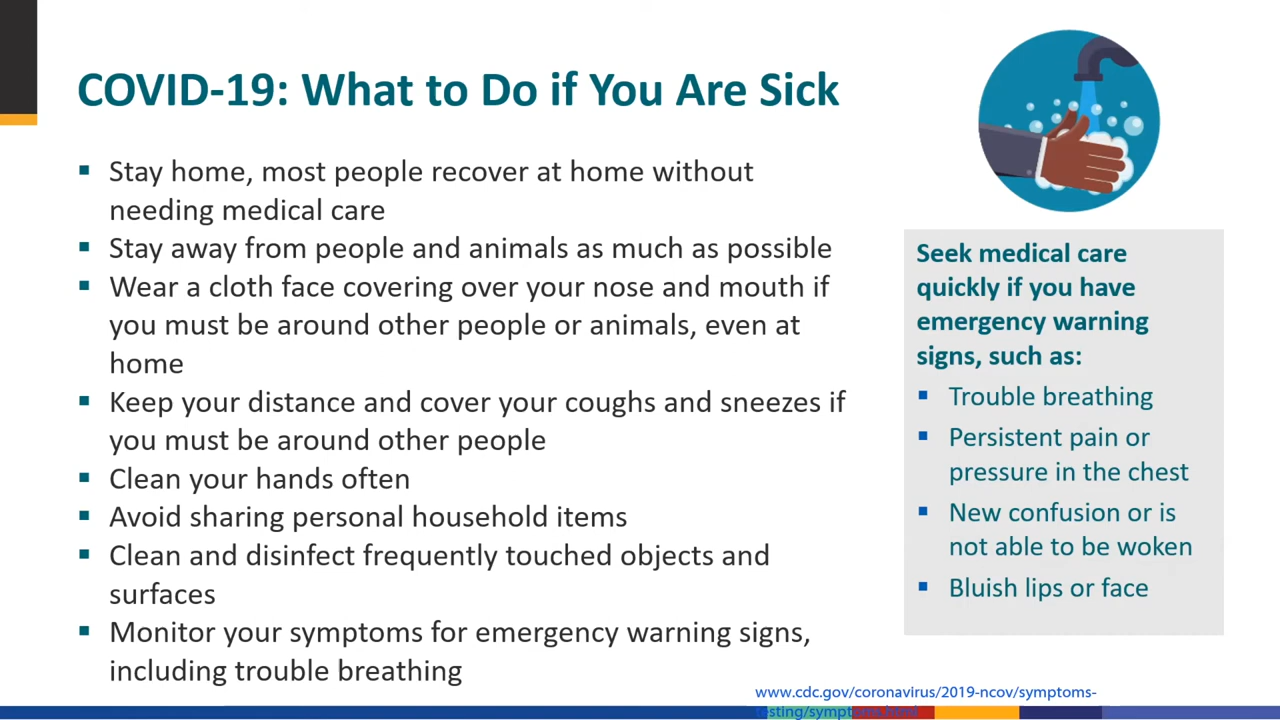 COVID-19: What to Do if You Are Sick
▪ Stay home, most people recover at home without
needing medical care
▪ Stay away from people and animals as much as possible
▪ Wear a cloth face covering over your nose and mouth if
you must be around other people or animals, even at
home
▪ Keep your distance and cover your coughs and sneezes if
you must be around other people
▪ Clean your hands often
▪ Avoid sharing personal household items
▪ Clean and disinfect frequently touched objects and
surfaces
▪ Monitor your symptoms for emergency warning signs,
including trouble breathing
Seek medical care
quickly if you have
emergency warning
signs, such as:
▪ Trouble breathing
▪ Persistent pain or
pressure in the chest
▪ New confusion or is
not able to be woken
▪ Bluish lips or face
www.cdc.gov/coronavirus/2019-ncov/symptoms-
testing/symptoms.html